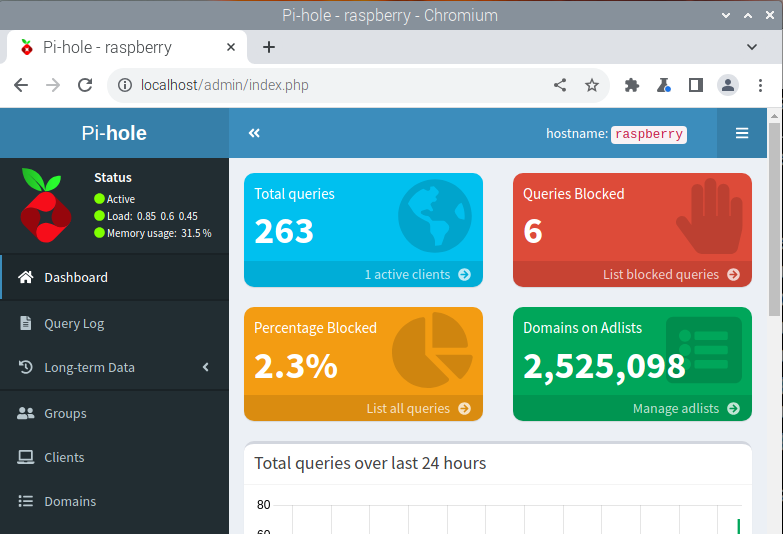 Pi-hole - raspberry - Chromium
Pi-hole - raspberry
localhost/admin/index.php
Pi-hole
hostname: raspberry
Status
Active
Load: 0.85 0.6 0.45
Memory usage: 31.5 %
Dashboard
Query Log
Long-term Data
Groups
Clients
Domains
Total queries
263
1 active clients
Queries Blocked
6
List blocked queries
Percentage Blocked
2.3%
List all queries
Domains on Adlists
2,525,098
Manage adlists
Total queries over last 24 hours
80
60